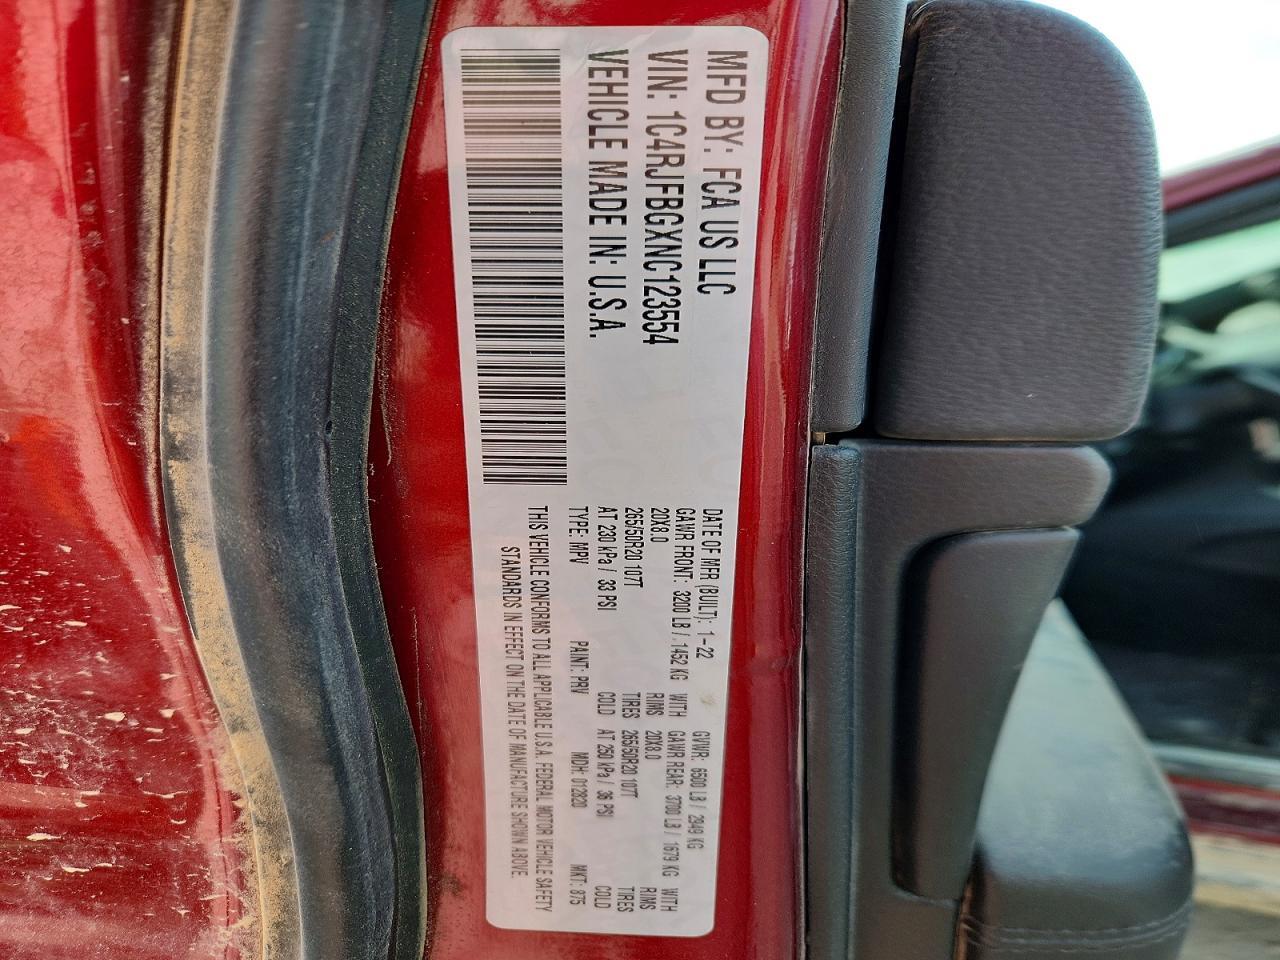 MFD BY: FCA US LLC
VIN: 1C4RJFBGXNC123554
VEHICLE MADE IN: U.S.A.
DATE OF MFR (BUILT): 1-22 GVWR: 6500 LB / 2949 KG
GAWR FRONT: 3200 LB / 1452 KG WITH GAWR REAR: 3700 LB / 1679 KG WITH
20X8.0 RIMS 20X8.0 RIMS
265/50R20 107T TIRES 265/50R20 107T TIRES
AT 230 kPa / 33 PSI COLD AT 250 kPa / 36 PSI COLD
TYPE: MPV PAINT: PRV MDH: 012820 MKT: 875
THIS VEHICLE CONFORMS TO ALL APPLICABLE U.S.A. FEDERAL MOTOR VEHICLE SAFETY
STANDARDS IN EFFECT ON THE DATE OF MANUFACTURE SHOWN ABOVE.